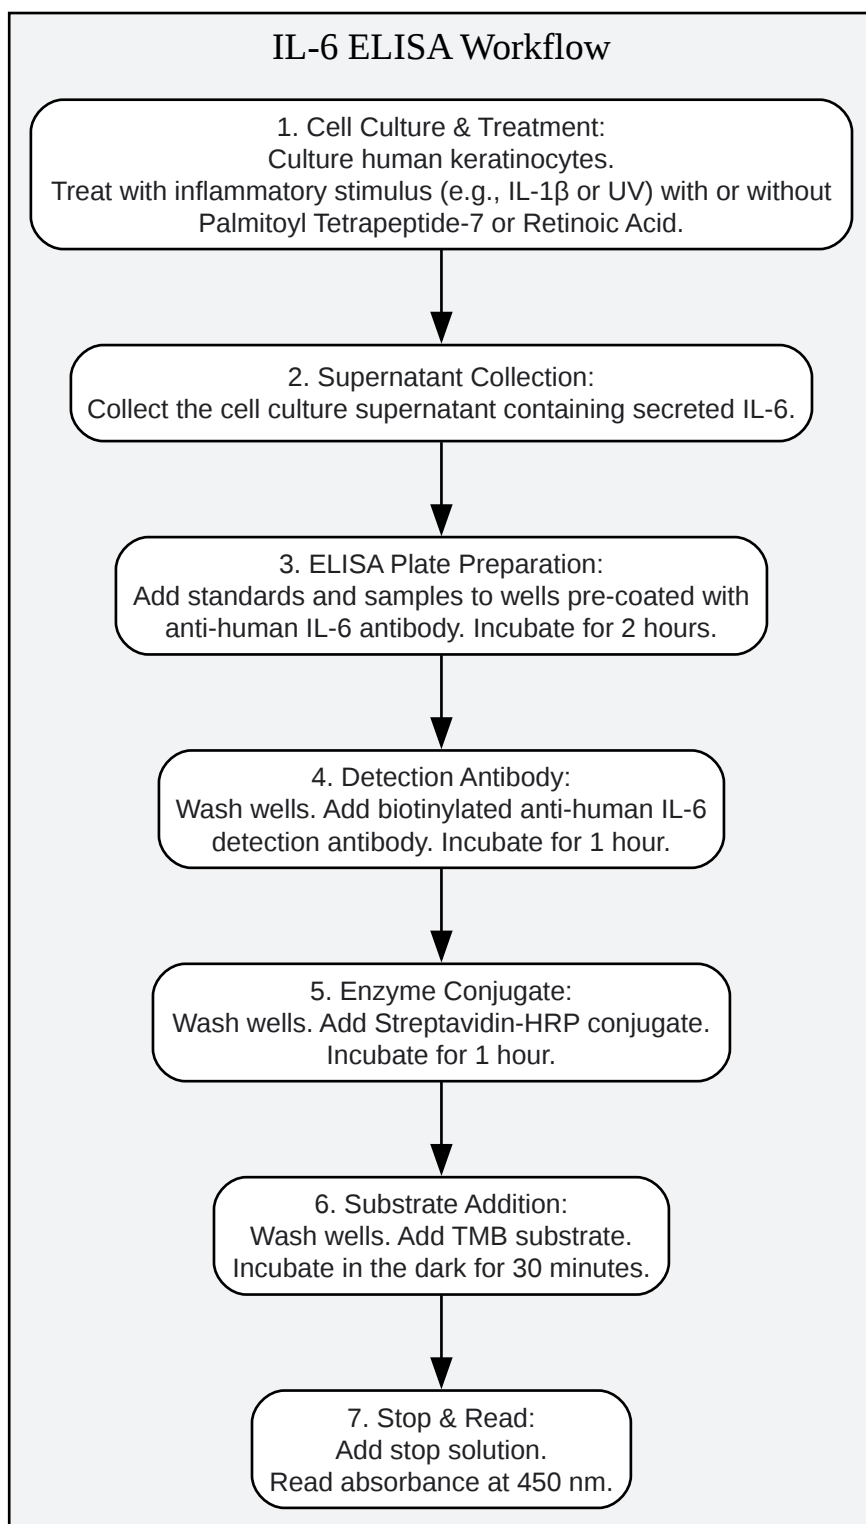 IL-6 ELISA Workflow
1. Cell Culture & Treatment:
Culture human keratinocytes.
Treat with inflammatory stimulus (e.g., IL-1β or UV) with or without
Palmitoyl Tetrapeptide-7 or Retinoic Acid.
2. Supernatant Collection:
Collect the cell culture supernatant containing secreted IL-6.
3. ELISA Plate Preparation:
Add standards and samples to wells pre-coated with
anti-human IL-6 antibody. Incubate for 2 hours.
4. Detection Antibody:
Wash wells. Add biotinylated anti-human IL-6
detection antibody. Incubate for 1 hour.
5. Enzyme Conjugate:
Wash wells. Add Streptavidin-HRP conjugate.
Incubate for 1 hour.
6. Substrate Addition:
Wash wells. Add TMB substrate.
Incubate in the dark for 30 minutes.
7. Stop & Read:
Add stop solution.
Read absorbance at 450 nm.